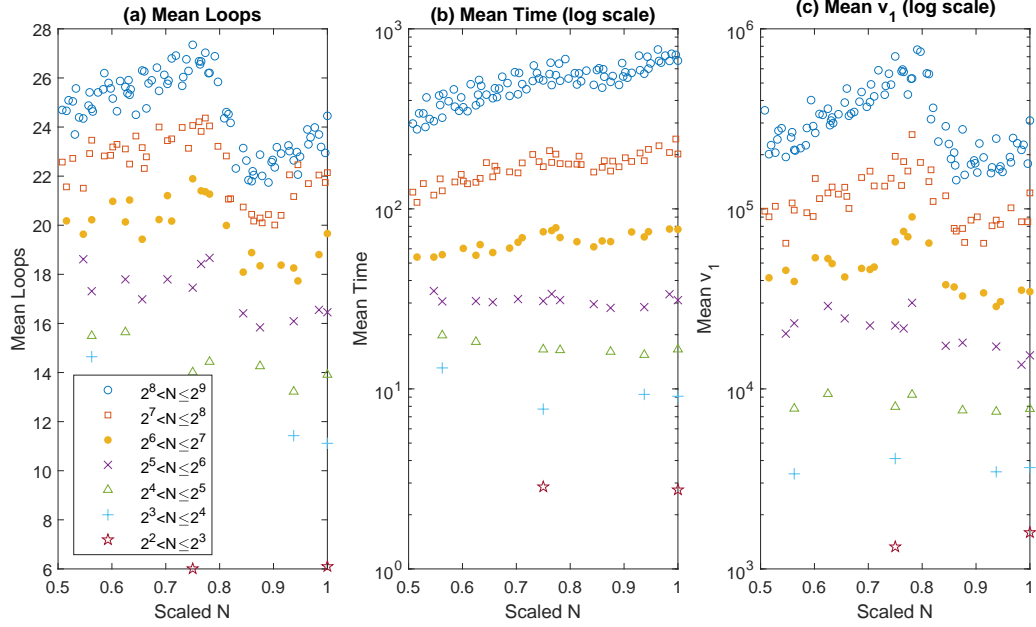 (a) Mean Loops
28
26
24
22
20
18
16
14
12
10
8
6
0.5 0.6 0.7 0.8 0.9 1
Mean Loops
Scaled N
2^8<N≤2^9
2^7<N≤2^8
2^6<N≤2^7
2^5<N≤2^6
2^4<N≤2^5
2^3<N≤2^4
2^2<N≤2^3
(b) Mean Time (log scale)
10^3
10^2
10^1
10^0
0.5 0.6 0.7 0.8 0.9 1
Mean Time
Scaled N
(c) Mean v_1 (log scale)
10^6
10^5
10^4
10^3
0.5 0.6 0.7 0.8 0.9 1
Mean v_1
Scaled N